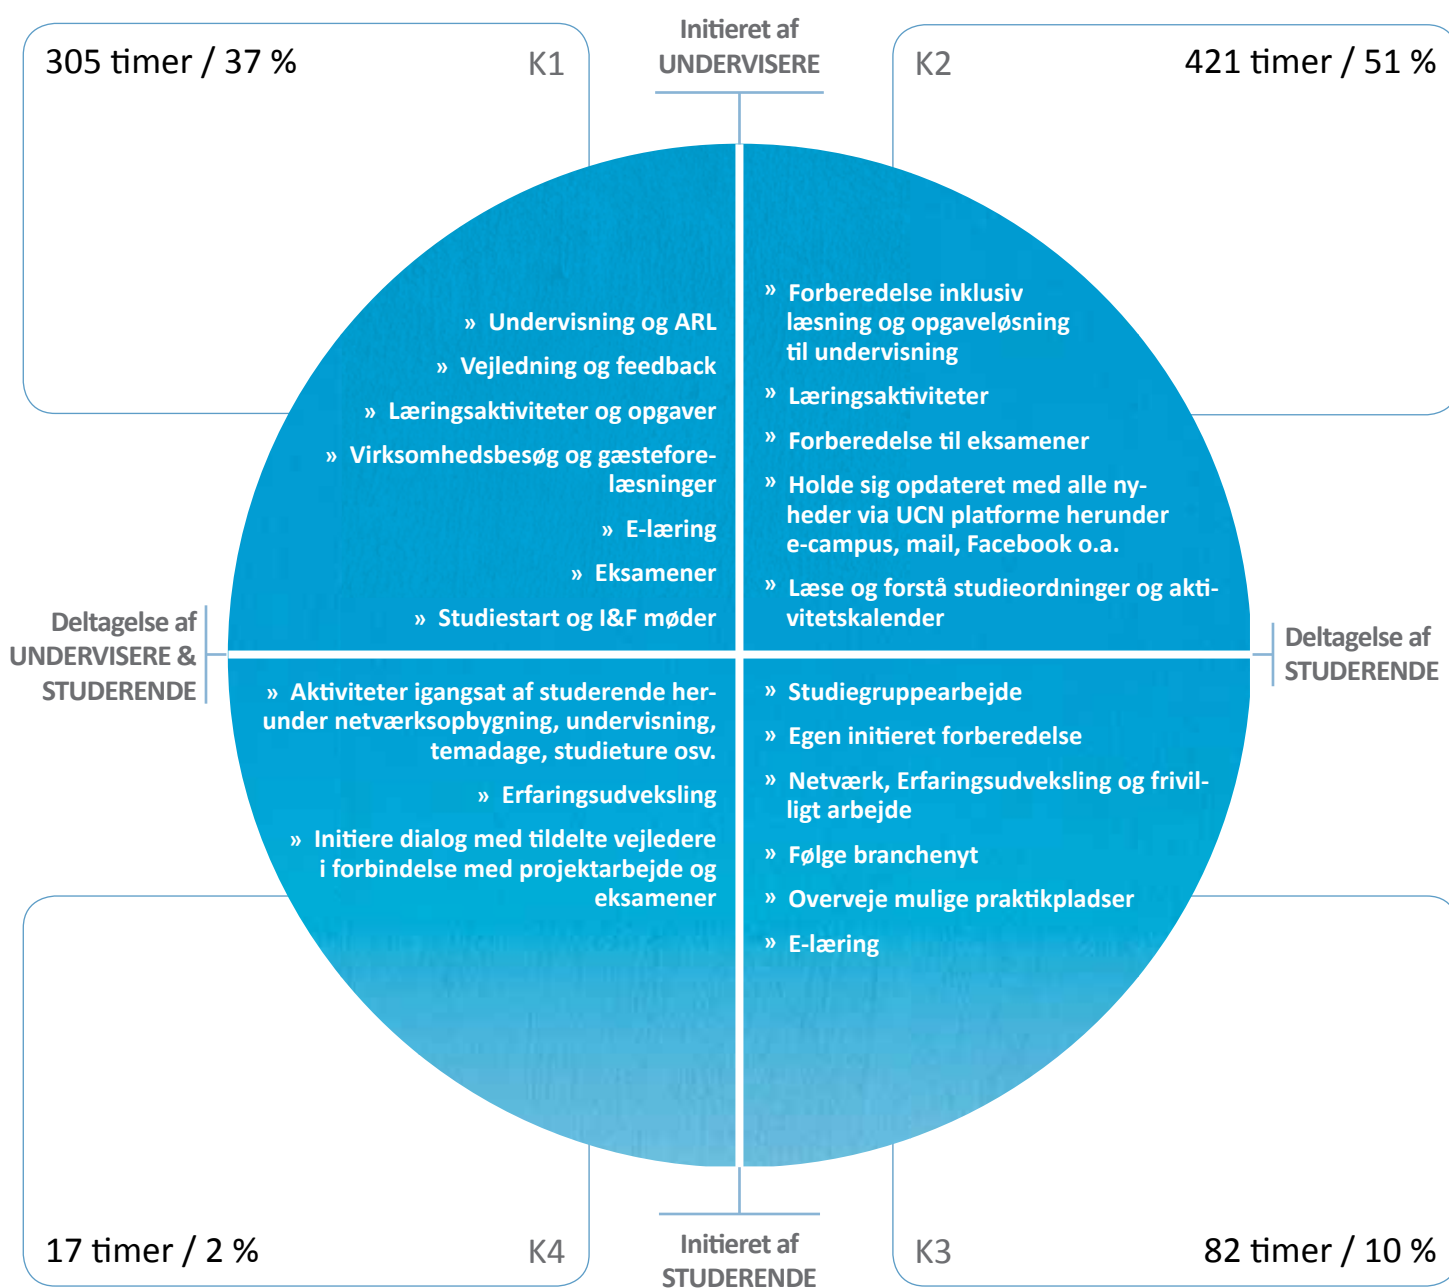 Initieret af
UNDERVISERE
305 timer / 37 %
K1
K2
421 timer / 51 %
» Undervisning og ARL
» Vejledning og feedback
» Læringsaktiviteter og opgaver
» Virksomhedsbesøg og gæstefore-
læsninger
» E-læring
» Eksamener
» Studiestart og I&F møder
» Forberedelse inklusiv
læsning og opgaveløsning
til undervisning
» Læringsaktiviteter
» Forberedelse til eksamener
» Holde sig opdateret med alle ny-
heder via UCN platforme herunder
e-campus, mail, Facebook o.a.
» Læse og forstå studieordninger og akti-
vitetskalender
Deltagelse af
UNDERVISERE &
STUDERENDE
Deltagelse af
STUDERENDE
» Aktiviteter igangsat af studerende her-
under netværksopbygning, undervisning,
temadage, studieture osv.
» Erfaringsudveksling
» Initiere dialog med tildelte vejledere
i forbindelse med projektarbejde og
eksamener
» Studiegruppearbejde
» Egen initieret forberedelse
» Netværk, Erfaringsudveksling og frivil-
ligt arbejde
» Følge branchenyt
» Overveje mulige praktikpladser
» E-læring
17 timer / 2 %
K4
Initieret af
STUDERENDE
K3
82 timer / 10 %